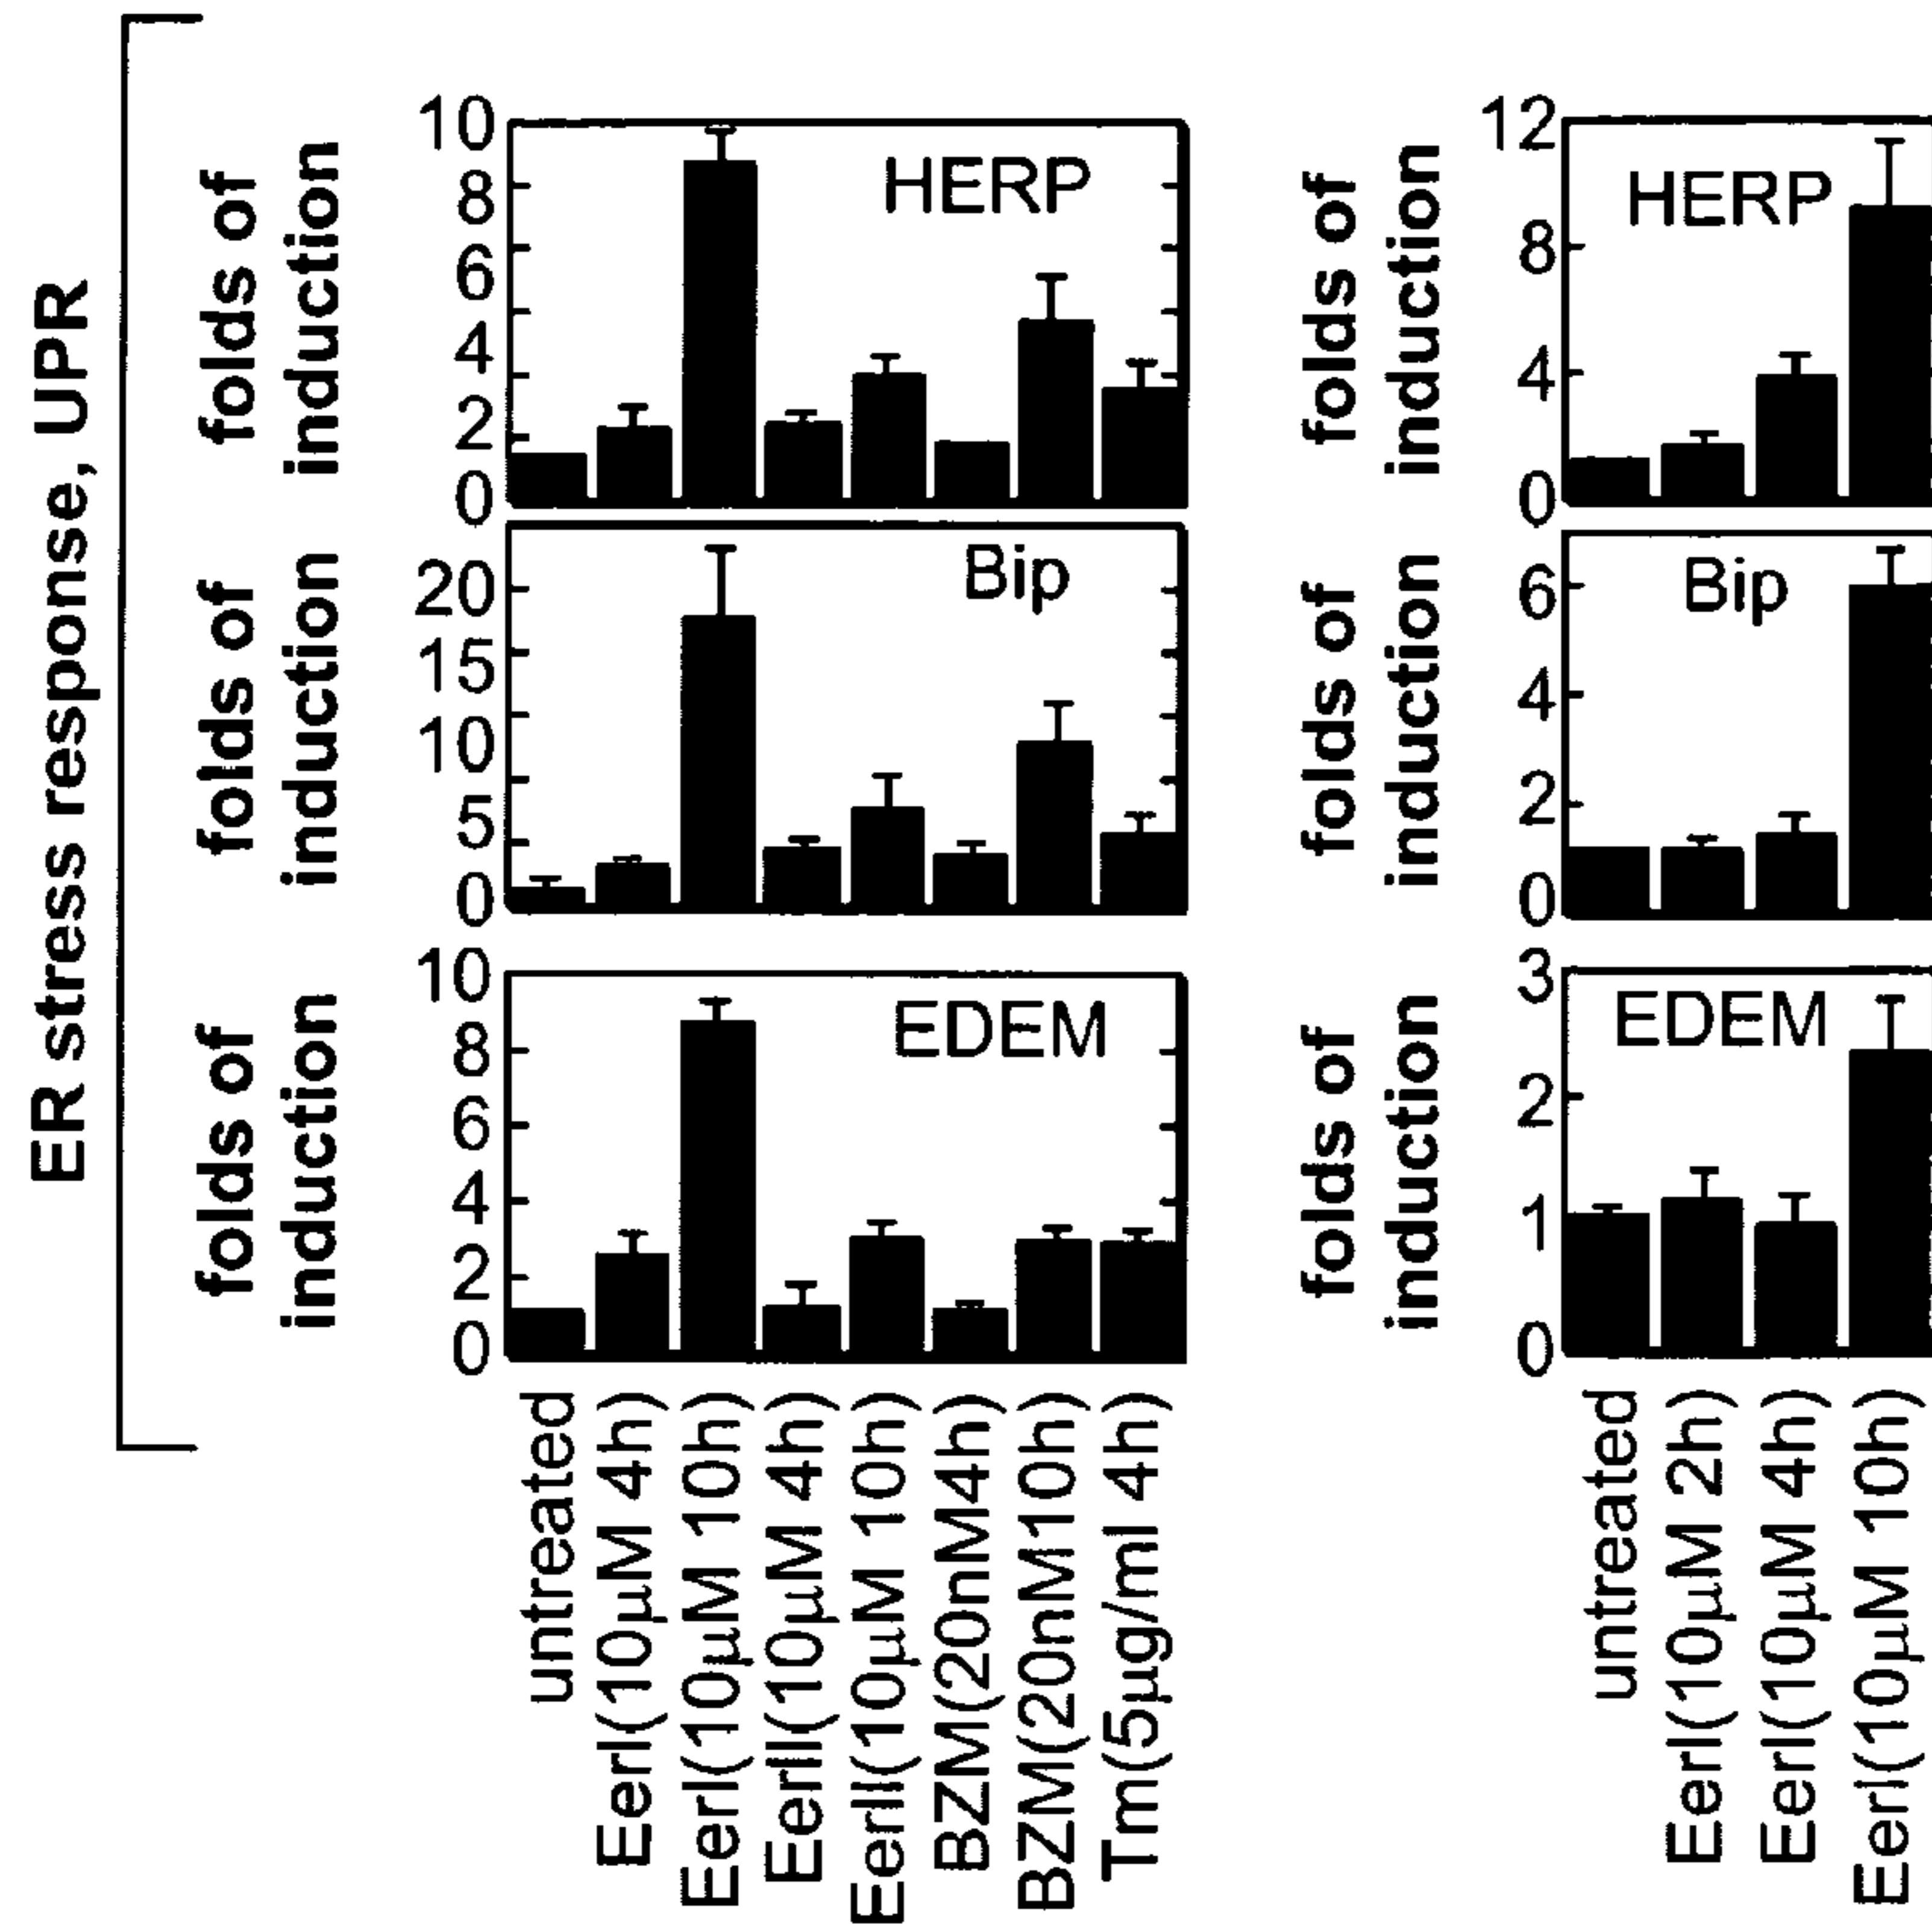 ER stress response, UPR
folds of
induction
10
8
6
4
2
0
HERP
folds of
induction
20
15
10
5
0
Bip
folds of
induction
10
8
6
4
2
0
EDEM
untreated
EerI(10μM 4h)
EerI(10μM 10h)
EerII(10μM 4h)
EerII(10μM 10h)
BZM(20nM4h)
BZM(20nM10h)
Tm(5μg/ml 4h)
folds of
induction
12
8
4
0
HERP
folds of
induction
6
4
2
0
Bip
folds of
induction
3
2
1
0
EDEM
untreated
EerI(10μM 2h)
EerI(10μM 4h)
EerI(10μM 10h)